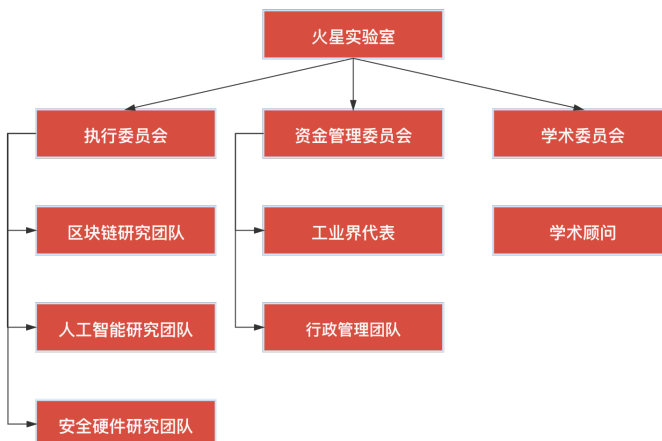 火星实验室
执行委员会
资金管理委员会
学术委员会
区块链研究团队
工业界代表
学术顾问
人工智能研究团队
行政管理团队
安全硬件研究团队